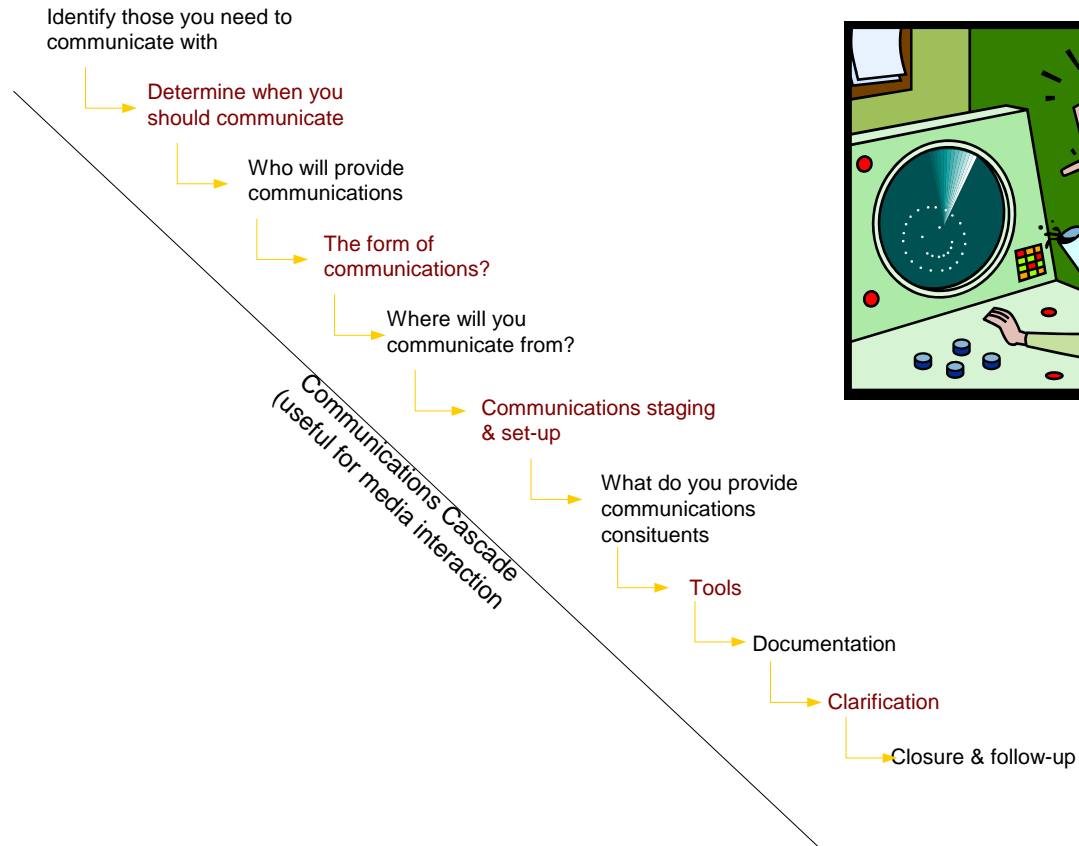 Identify those you need to
communicate with
Determine when you
should communicate
Who will provide
communications
The form of
communications?
Where will you
communicate from?
Communications staging
& set-up
What do you provide
communications
consituents
Tools
Documentation
Clarification
Closure & follow-up
Communications Cascade
(useful for media interaction